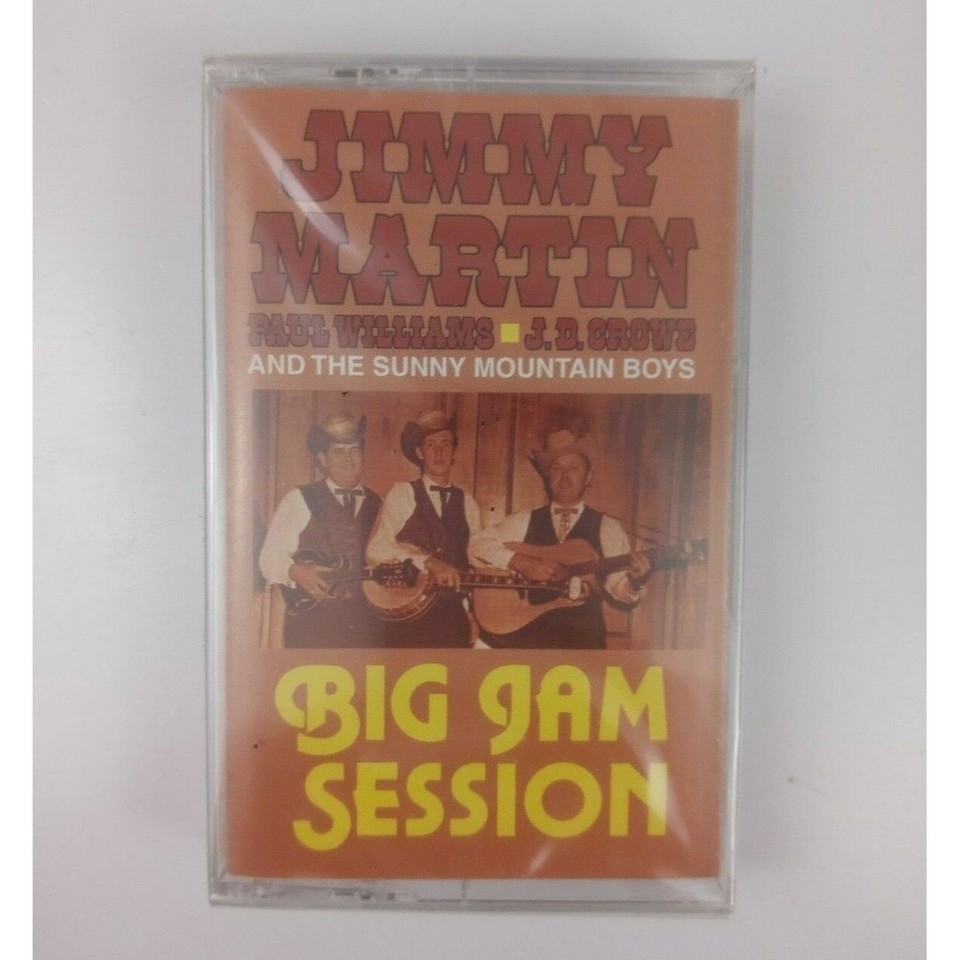 JIMMY
MARTIN
PAUL WILLIAMS ▪ J.D. CROWE
AND THE SUNNY MOUNTAIN BOYS
BIG JAM
SESSION